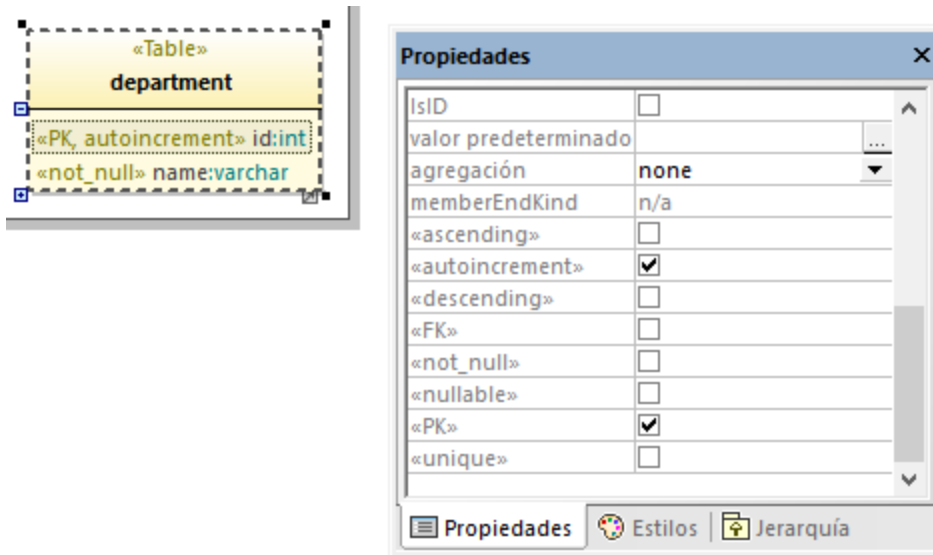 «Table»
department
«PK, autoincrement» id:int
«not_null» name:varchar
Propiedades
IsID
valor predeterminado
...
agregación none
memberEndKind n/a
«ascending»
«autoincrement»
«descending»
«FK»
«not_null»
«nullable»
«PK»
«unique»
Propiedades Estilos Jerarquía